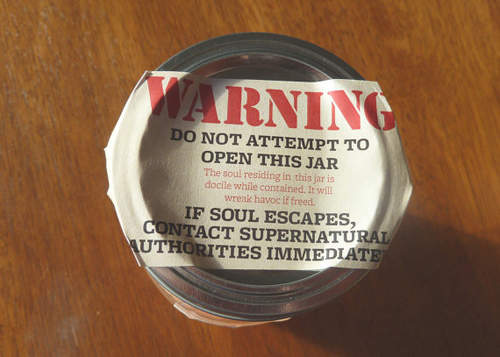 WARNING
DO NOT ATTEMPT TO
OPEN THIS JAR
The soul residing in this jar is
docile while contained. It will
wreak havoc if freed.
IF SOUL ESCAPES,
CONTACT SUPERNATURAL
AUTHORITIES IMMEDIATE